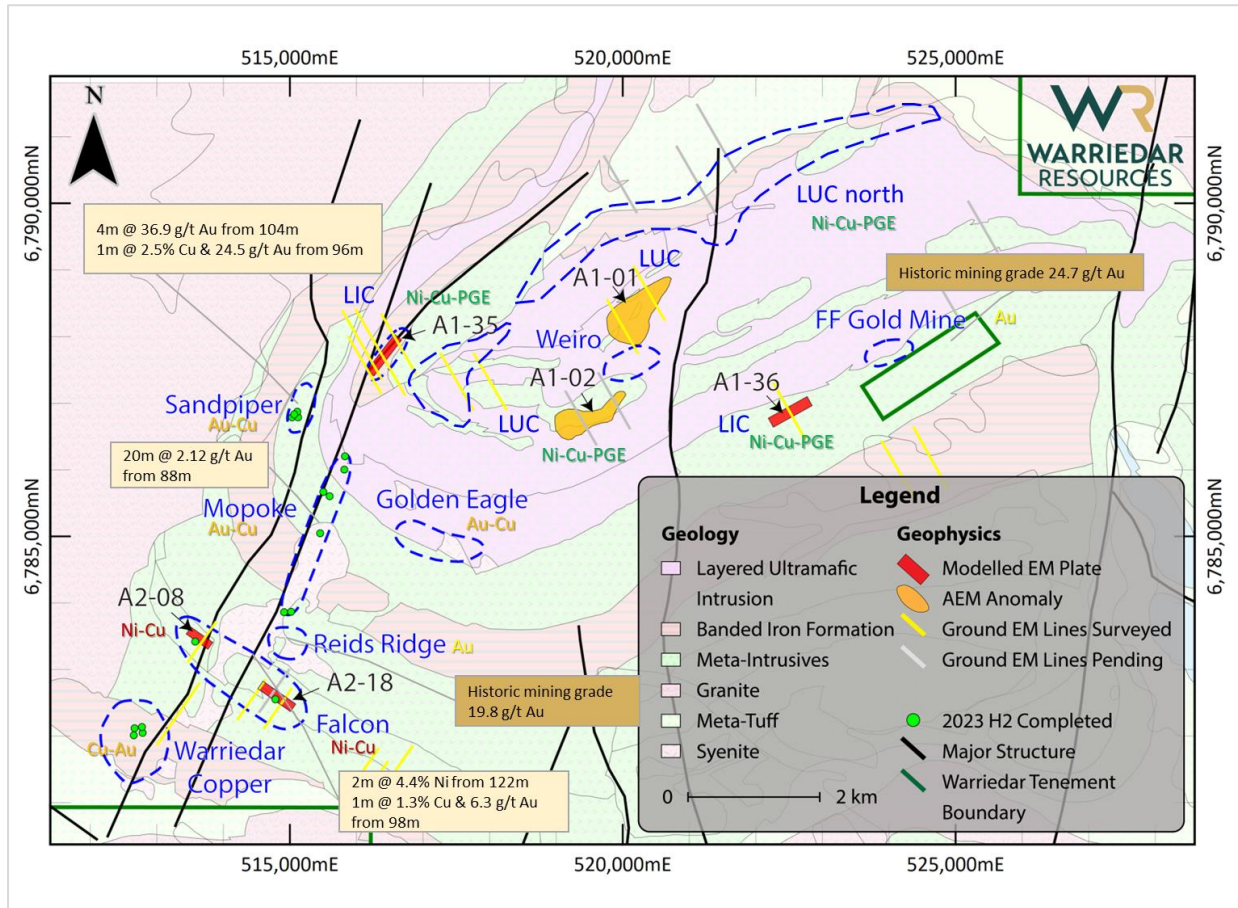 515,000mE
520,000mE
525,000mE
N
WR
WARRIEDAR
RESOURCES
6,790,000mN
6,790,000mN
4m @ 36.9 g/t Au from 104m
1m @ 2.5% Cu & 24.5 g/t Au from 96m
LUC north
Ni-Cu-PGE
LUC
A1-01
Historic mining grade 24.7 g/t Au
LIC
Ni-Cu-PGE
A1-35
Weiro
FF Gold Mine
Au
A1-02
A1-36
Sandpiper
Au-Cu
LUC
Ni-Cu-PGE
LIC
Ni-Cu-PGE
20m @ 2.12 g/t Au
from 88m
Mopoke
Au-Cu
Golden Eagle
Au-Cu
6,785,000mN
6,785,000mN
A2-08
Ni-Cu
Reids Ridge
Au
A2-18
Historic mining grade
19.8 g/t Au
Falcon
Ni-Cu
Cu-Au
Warriedar
Copper
2m @ 4.4% Ni from 122m
1m @ 1.3% Cu & 6.3 g/t Au
from 98m
Legend
Geology
Layered Ultramafic
Intrusion
Banded Iron Formation
Meta-Intrusives
Granite
Meta-Tuff
Syenite
Geophysics
Modelled EM Plate
AEM Anomaly
Ground EM Lines Surveyed
Ground EM Lines Pending
2023 H2 Completed
Major Structure
Warriedar Tenement
Boundary
0
2 km
515,000mE
520,000mE
525,000mE